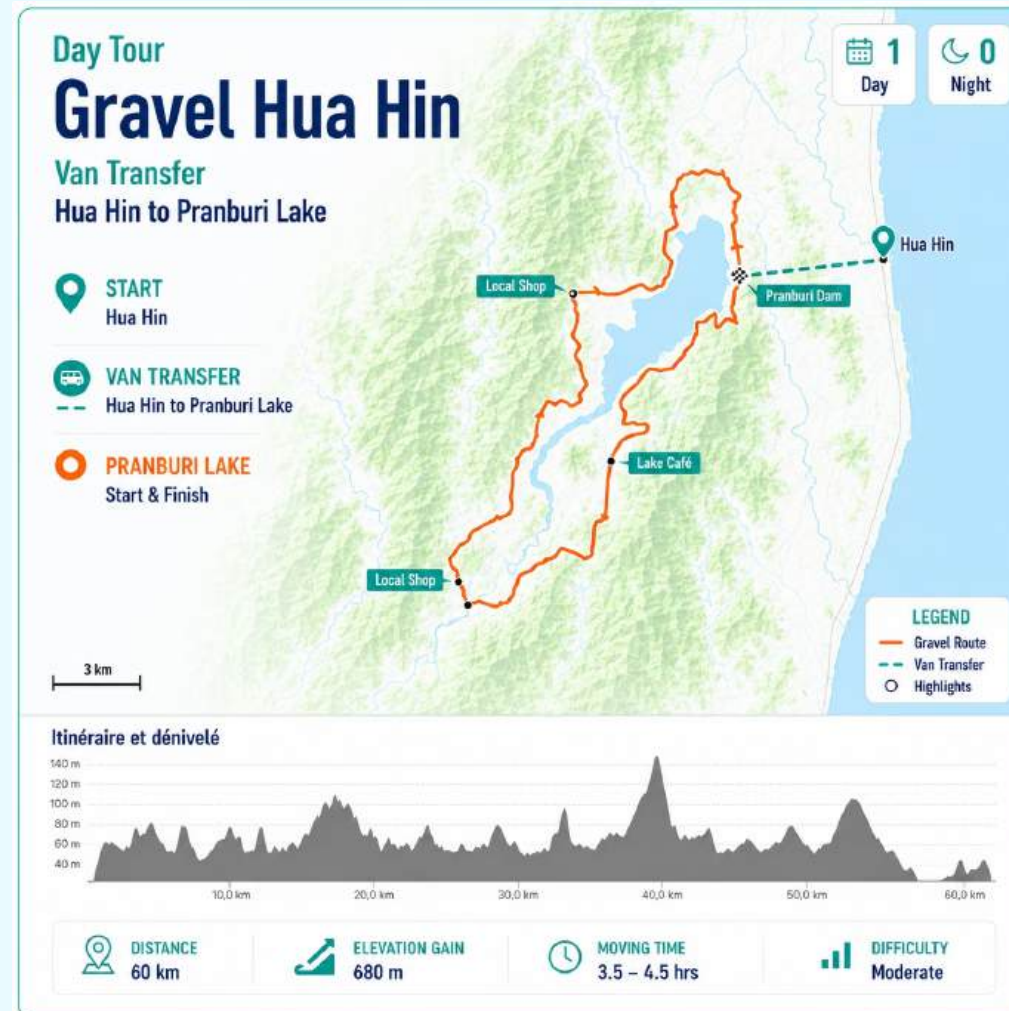 Day Tour
Gravel Hua Hin
Van Transfer
Hua Hin to Pranburi Lake
1
Day
0
Night
START
Hua Hin
VAN TRANSFER
Hua Hin to Pranburi Lake
PRANBURI LAKE
Start & Finish
Hua Hin
Local Shop
Pranburi Dam
Lake Café
Local Shop
3 km
LEGEND
Gravel Route
Van Transfer
Highlights
Itinéraire et dénivelé
140 m
120 m
100 m
80 m
60 m
40 m
10,0 km
20,0 km
30,0 km
40,0 km
50,0 km
60,0 km
DISTANCE
60 km
ELEVATION GAIN
680 m
MOVING TIME
3.5 – 4.5 hrs
DIFFICULTY
Moderate